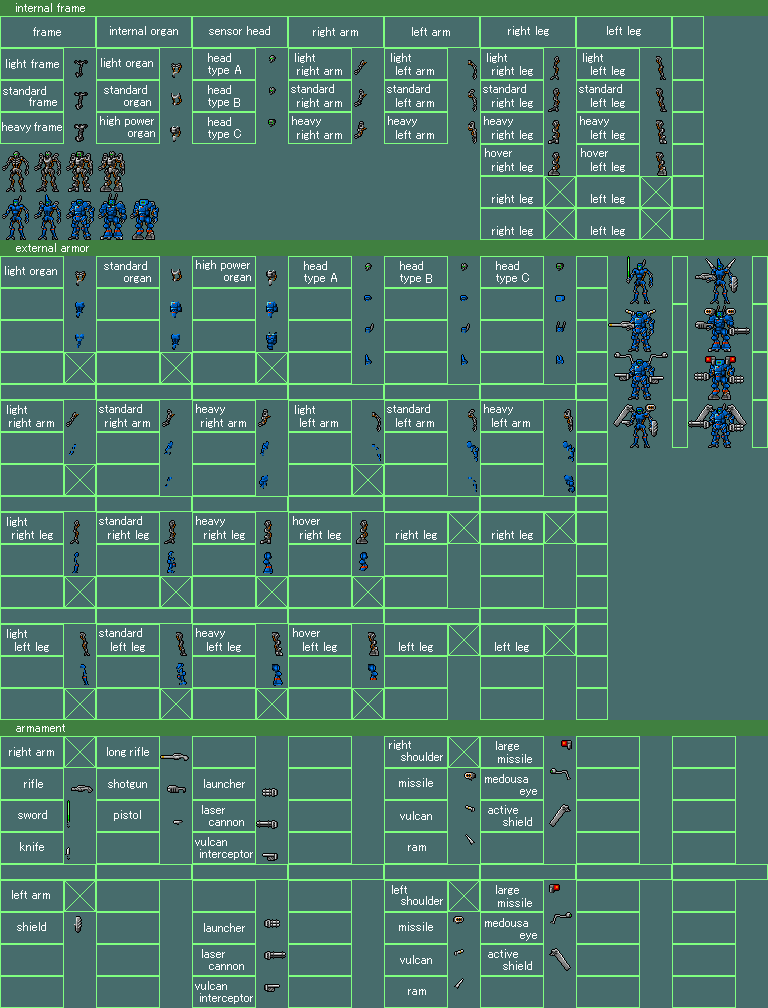 internal frame
frame internal organ sensor head right arm left arm right leg left leg
light frame light organ head type A light right arm light left arm light right leg light left leg
standard frame standard organ head type B standard right arm standard left arm standard right leg standard left leg
heavy frame high power organ head type C heavy right arm heavy left arm heavy right leg heavy left leg
hover right leg hover left leg
right leg left leg
right leg left leg
external armor
light organ standard organ high power organ head type A head type B head type C
light right arm standard right arm heavy right arm light left arm standard left arm heavy left arm
light right leg standard right leg heavy right leg hover right leg right leg right leg
light left leg standard left leg heavy left leg hover left leg left leg left leg
armament
right arm long rifle right shoulder large missile
rifle shotgun launcher missile medousa eye
sword pistol laser cannon vulcan active shield
knife vulcan interceptor ram
left arm left shoulder large missile
shield launcher missile medousa eye
laser cannon vulcan active shield
vulcan interceptor ram